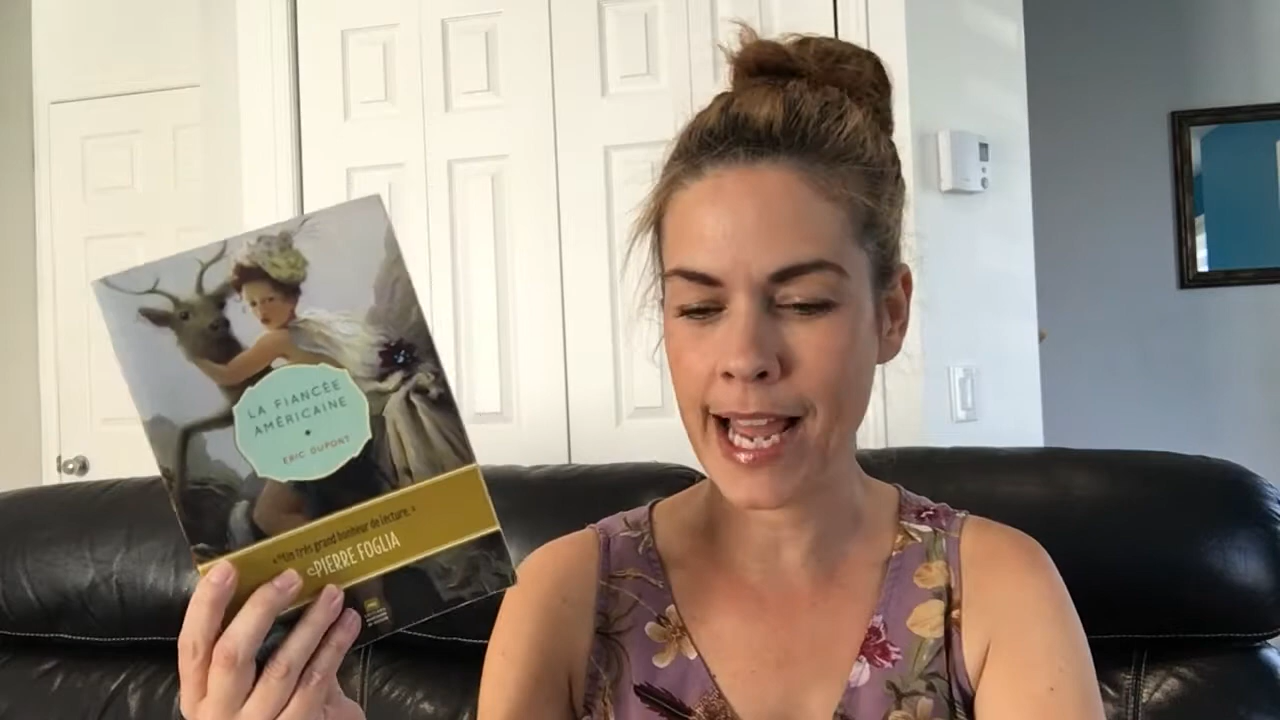 LA FIANCÉE
AMÉRICAINE
ERIC DUPONT
« Un très grand bonheur de lecture. »
PIERRE FOGLIA